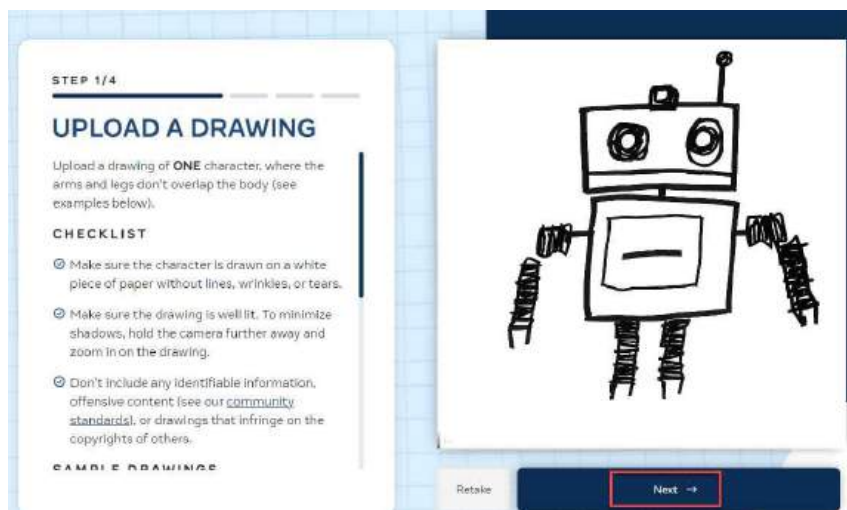 STEP 1/4
UPLOAD A DRAWING
Upload a drawing of ONE character, where the
arms and legs don't overlap the body (see
examples below).
CHECKLIST
Make sure the character is drawn on a white
piece of paper without lines, wrinkles, or tears.
Make sure the drawing is well lit. To minimize
shadows, hold the camera further away and
zoom in on the drawing.
Don't include any identifiable information,
offensive content (see our community
standards), or drawings that infringe on the
copyrights of others.
SAMPLE DRAWINGS
Retake
Next →